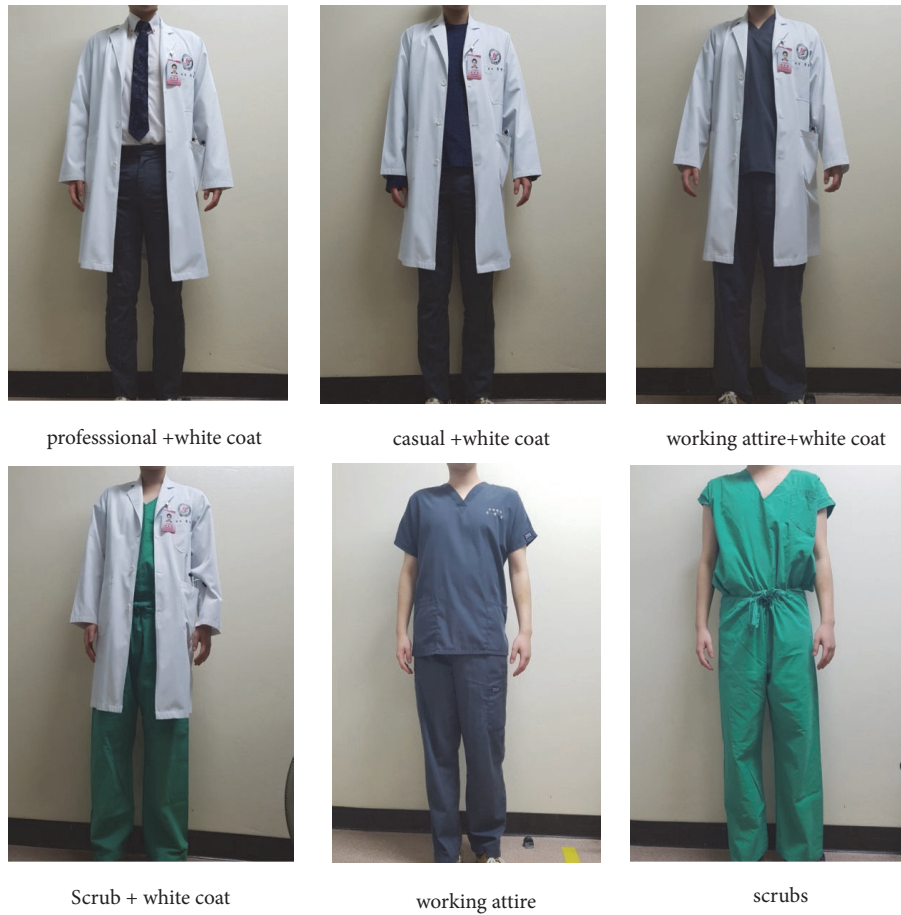 professsional +white coat
casual +white coat
working attire+white coat
Scrub + white coat
working attire
scrubs